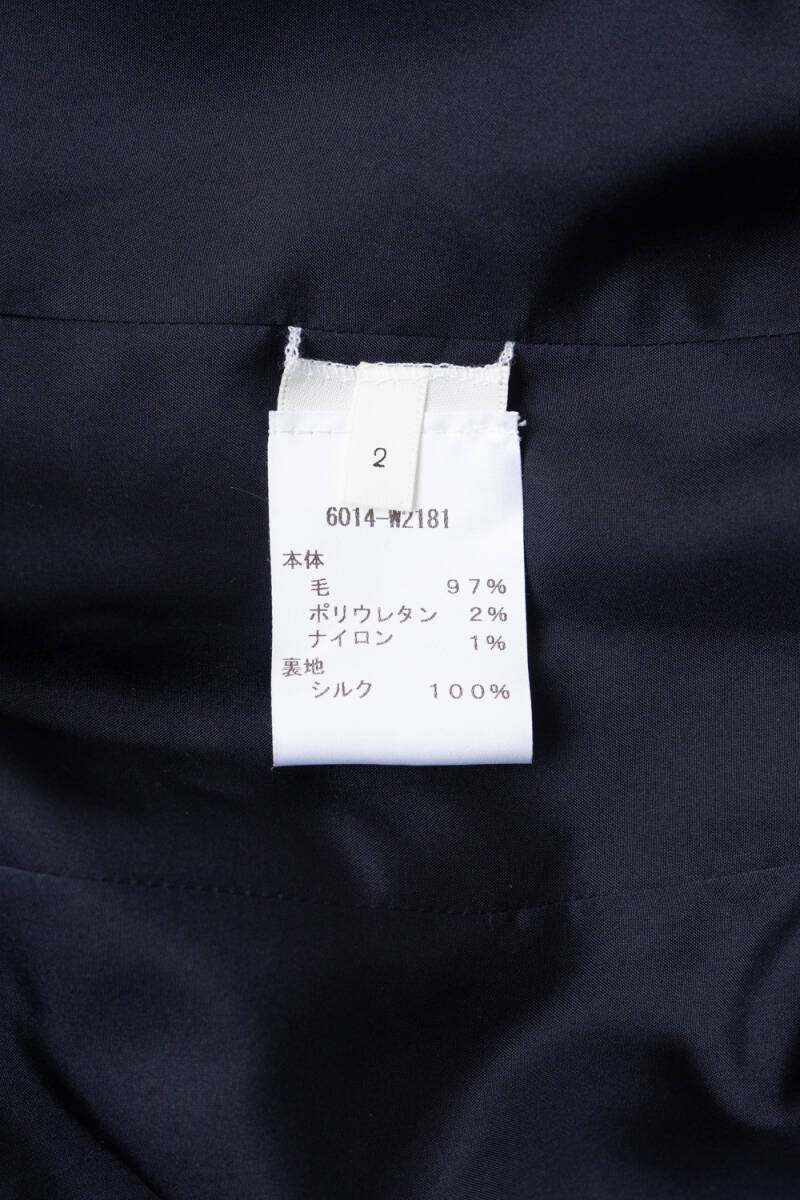 2
6014-W2181
本体
毛 97%
ポリウレタン 2%
ナイロン 1%
裏地
シルク 100%